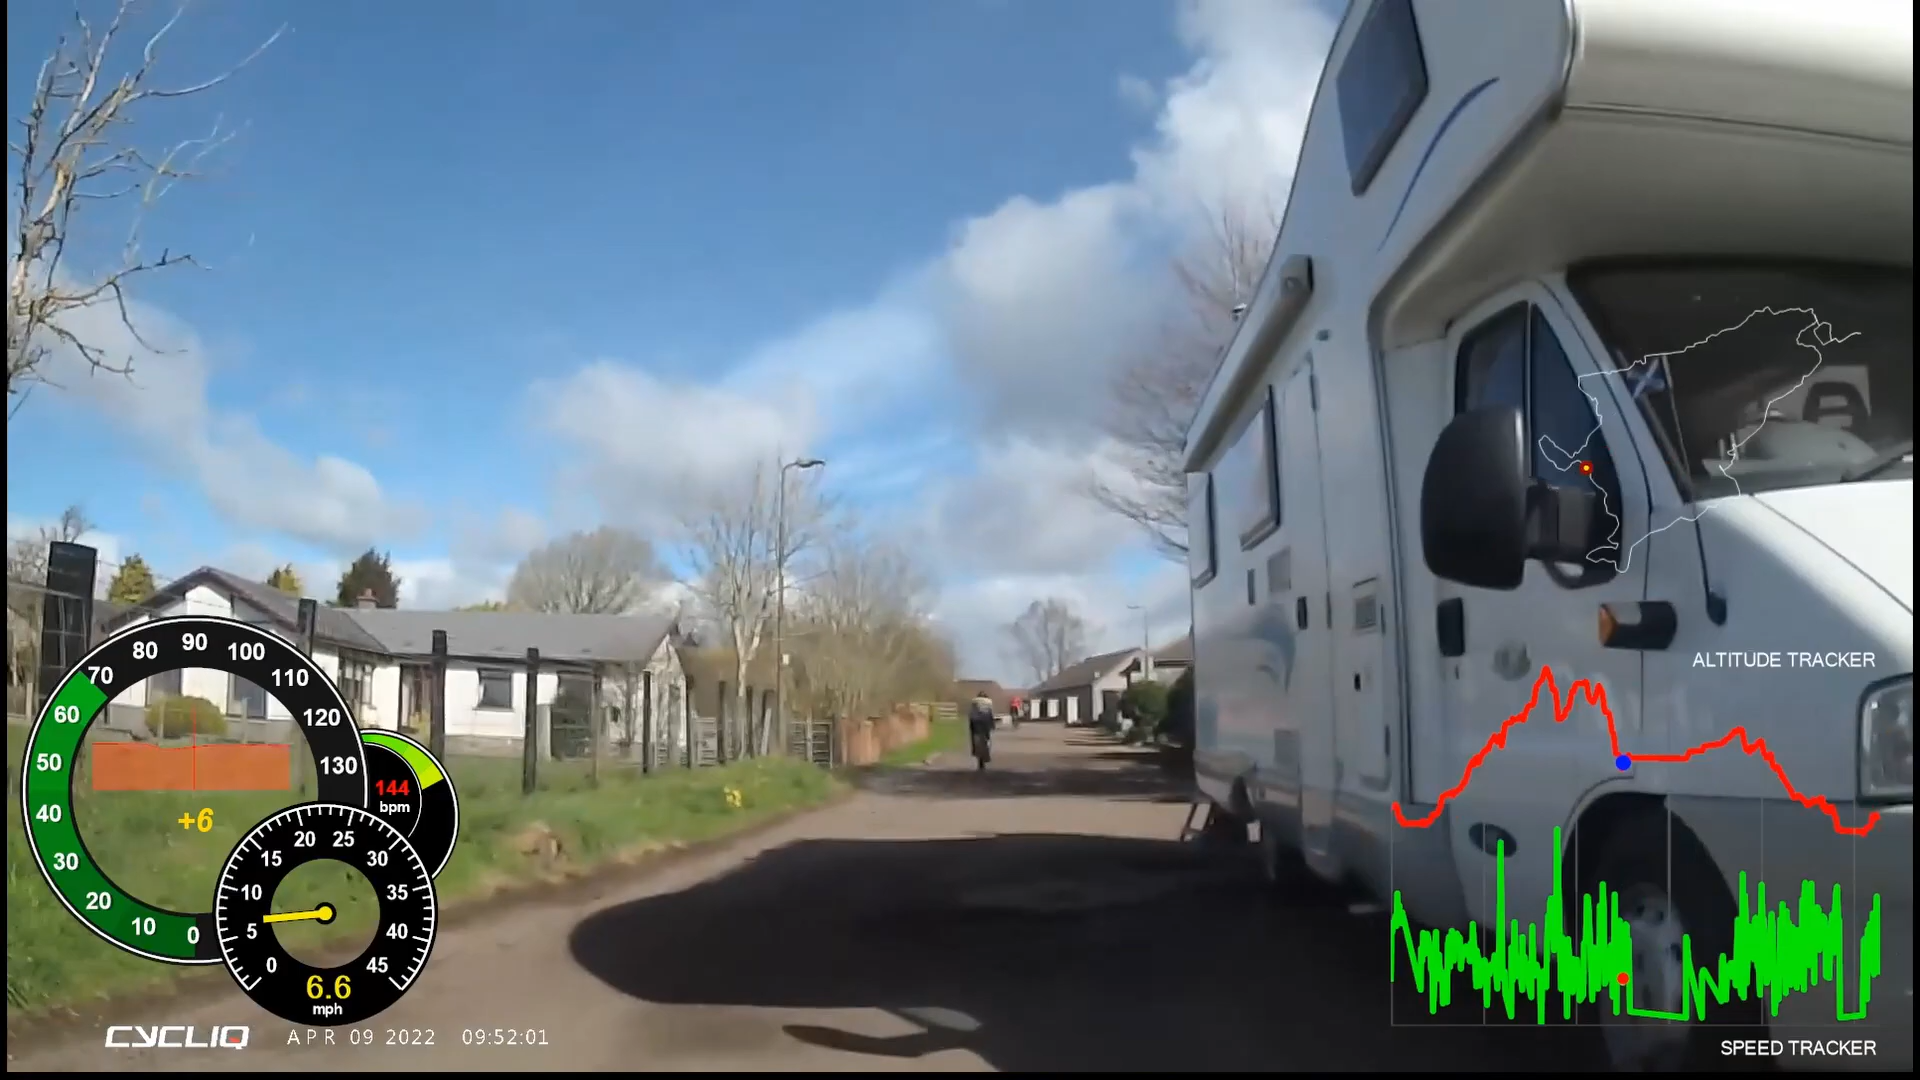 80 90 100
70 110
60 120
50 130
40
30
20
10 0
+6
144
bpm
20 25
15 30
10 35
5 40
0 45
6.6
mph
CYCLIQ APR 09 2022 09:52:01
ALTITUDE TRACKER
SPEED TRACKER